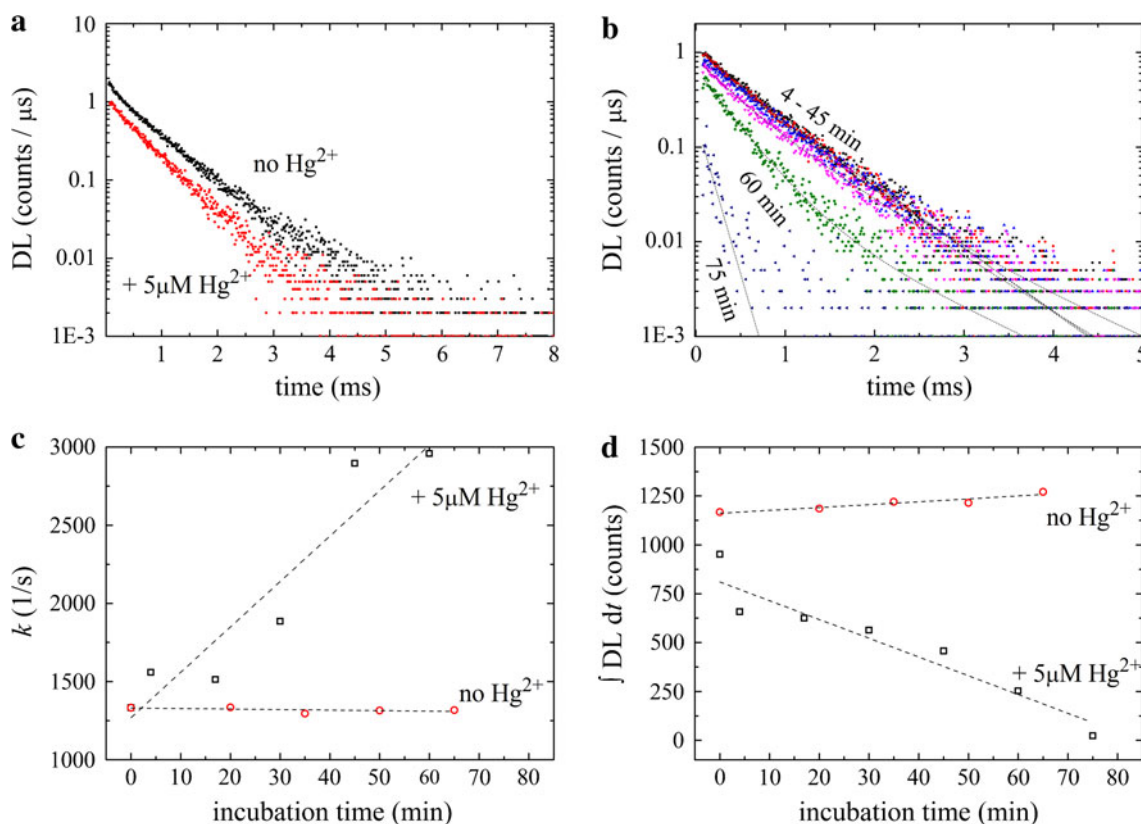 a
10
1
0.1
0.01
1E-3
DL (counts / μs)
no Hg²⁺
+ 5μM Hg²⁺
1 2 3 4 5 6 7 8
time (ms)
b
1
0.1
0.01
1E-3
DL (counts / μs)
4 - 45 min
60 min
75 min
0 1 2 3 4 5
time (ms)
c
3000
2500
2000
1500
1000
k (1/s)
+ 5μM Hg²⁺
no Hg²⁺
0 10 20 30 40 50 60 70 80
incubation time (min)
d
1500
1250
1000
750
500
250
0
∫ DL dt (counts)
no Hg²⁺
+ 5μM Hg²⁺
0 10 20 30 40 50 60 70 80
incubation time (min)